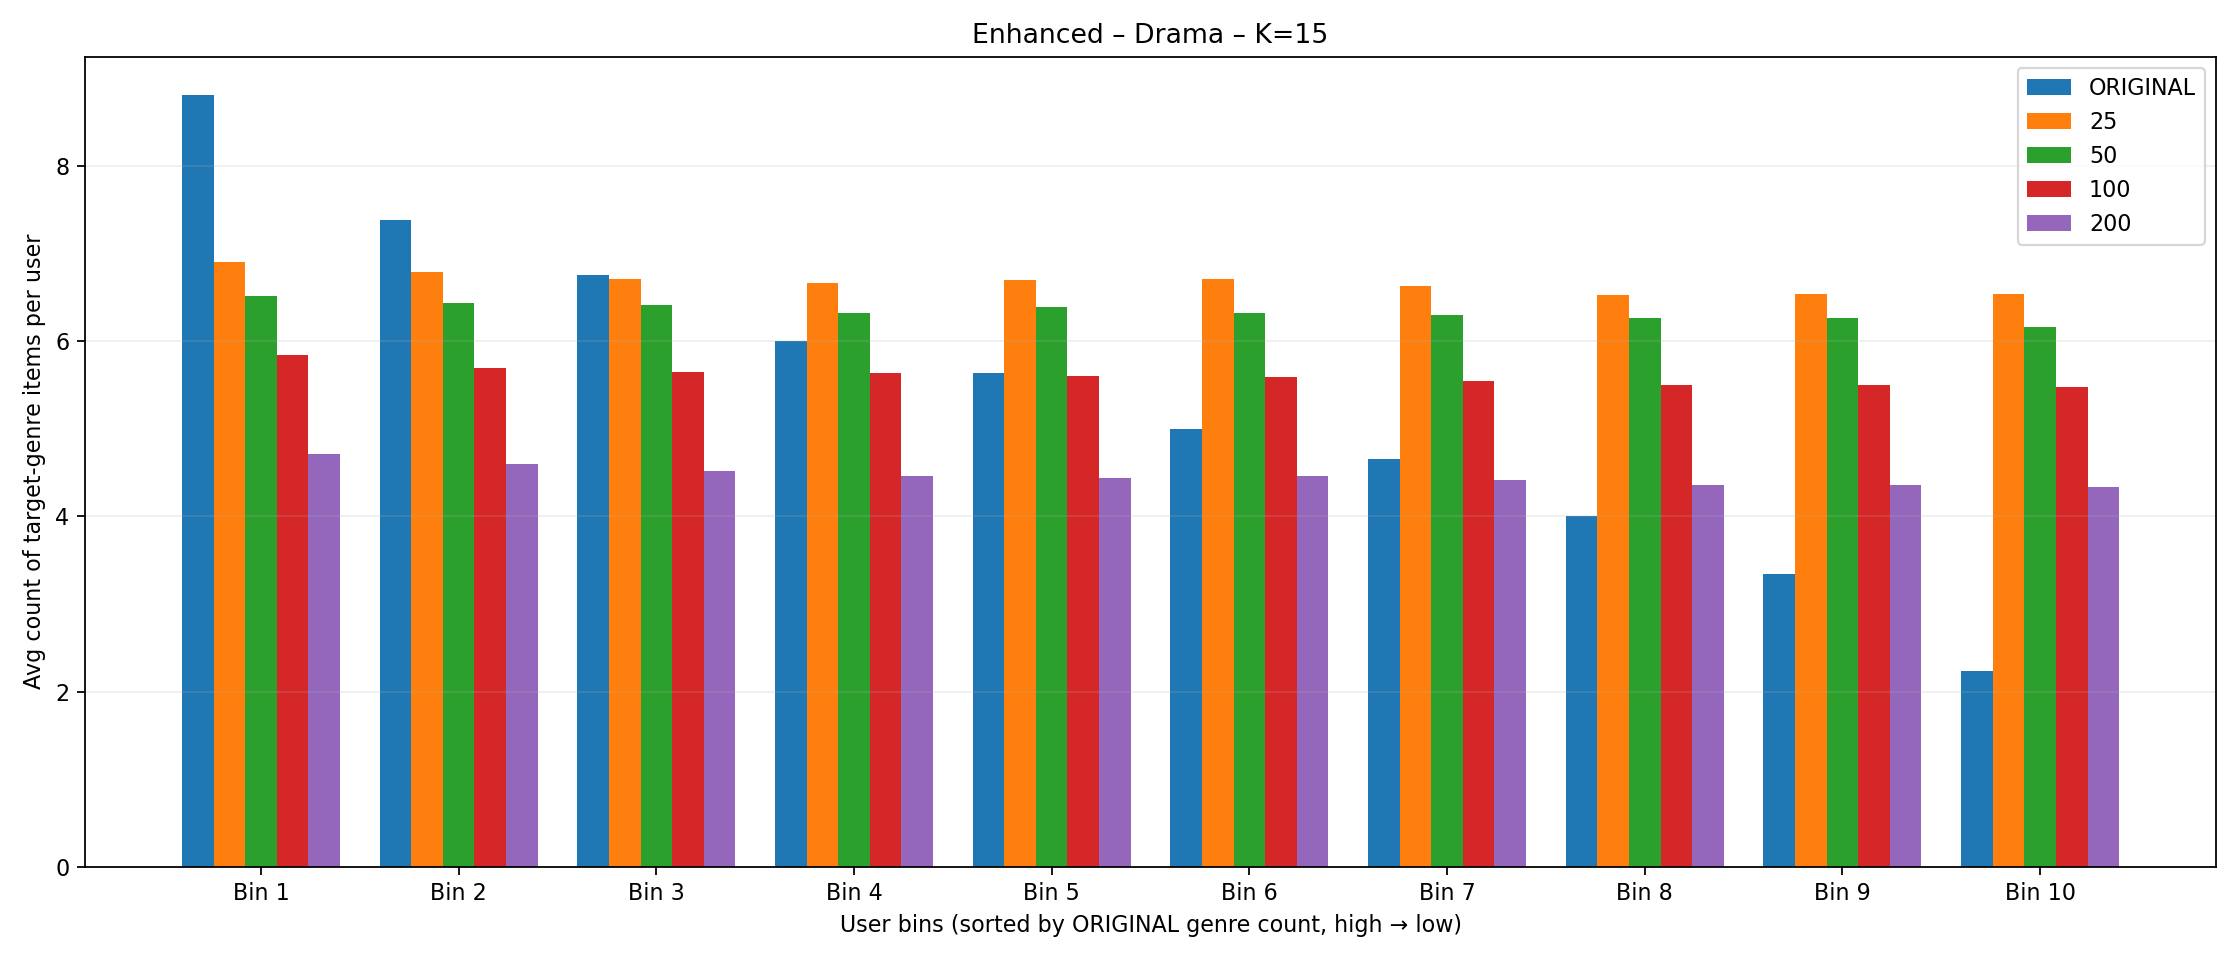 Enhanced – Drama – K=15
ORIGINAL
25
50
100
200
Avg count of target-genre items per user
8
6
4
2
0
Bin 1 Bin 2 Bin 3 Bin 4 Bin 5 Bin 6 Bin 7 Bin 8 Bin 9 Bin 10
User bins (sorted by ORIGINAL genre count, high → low)